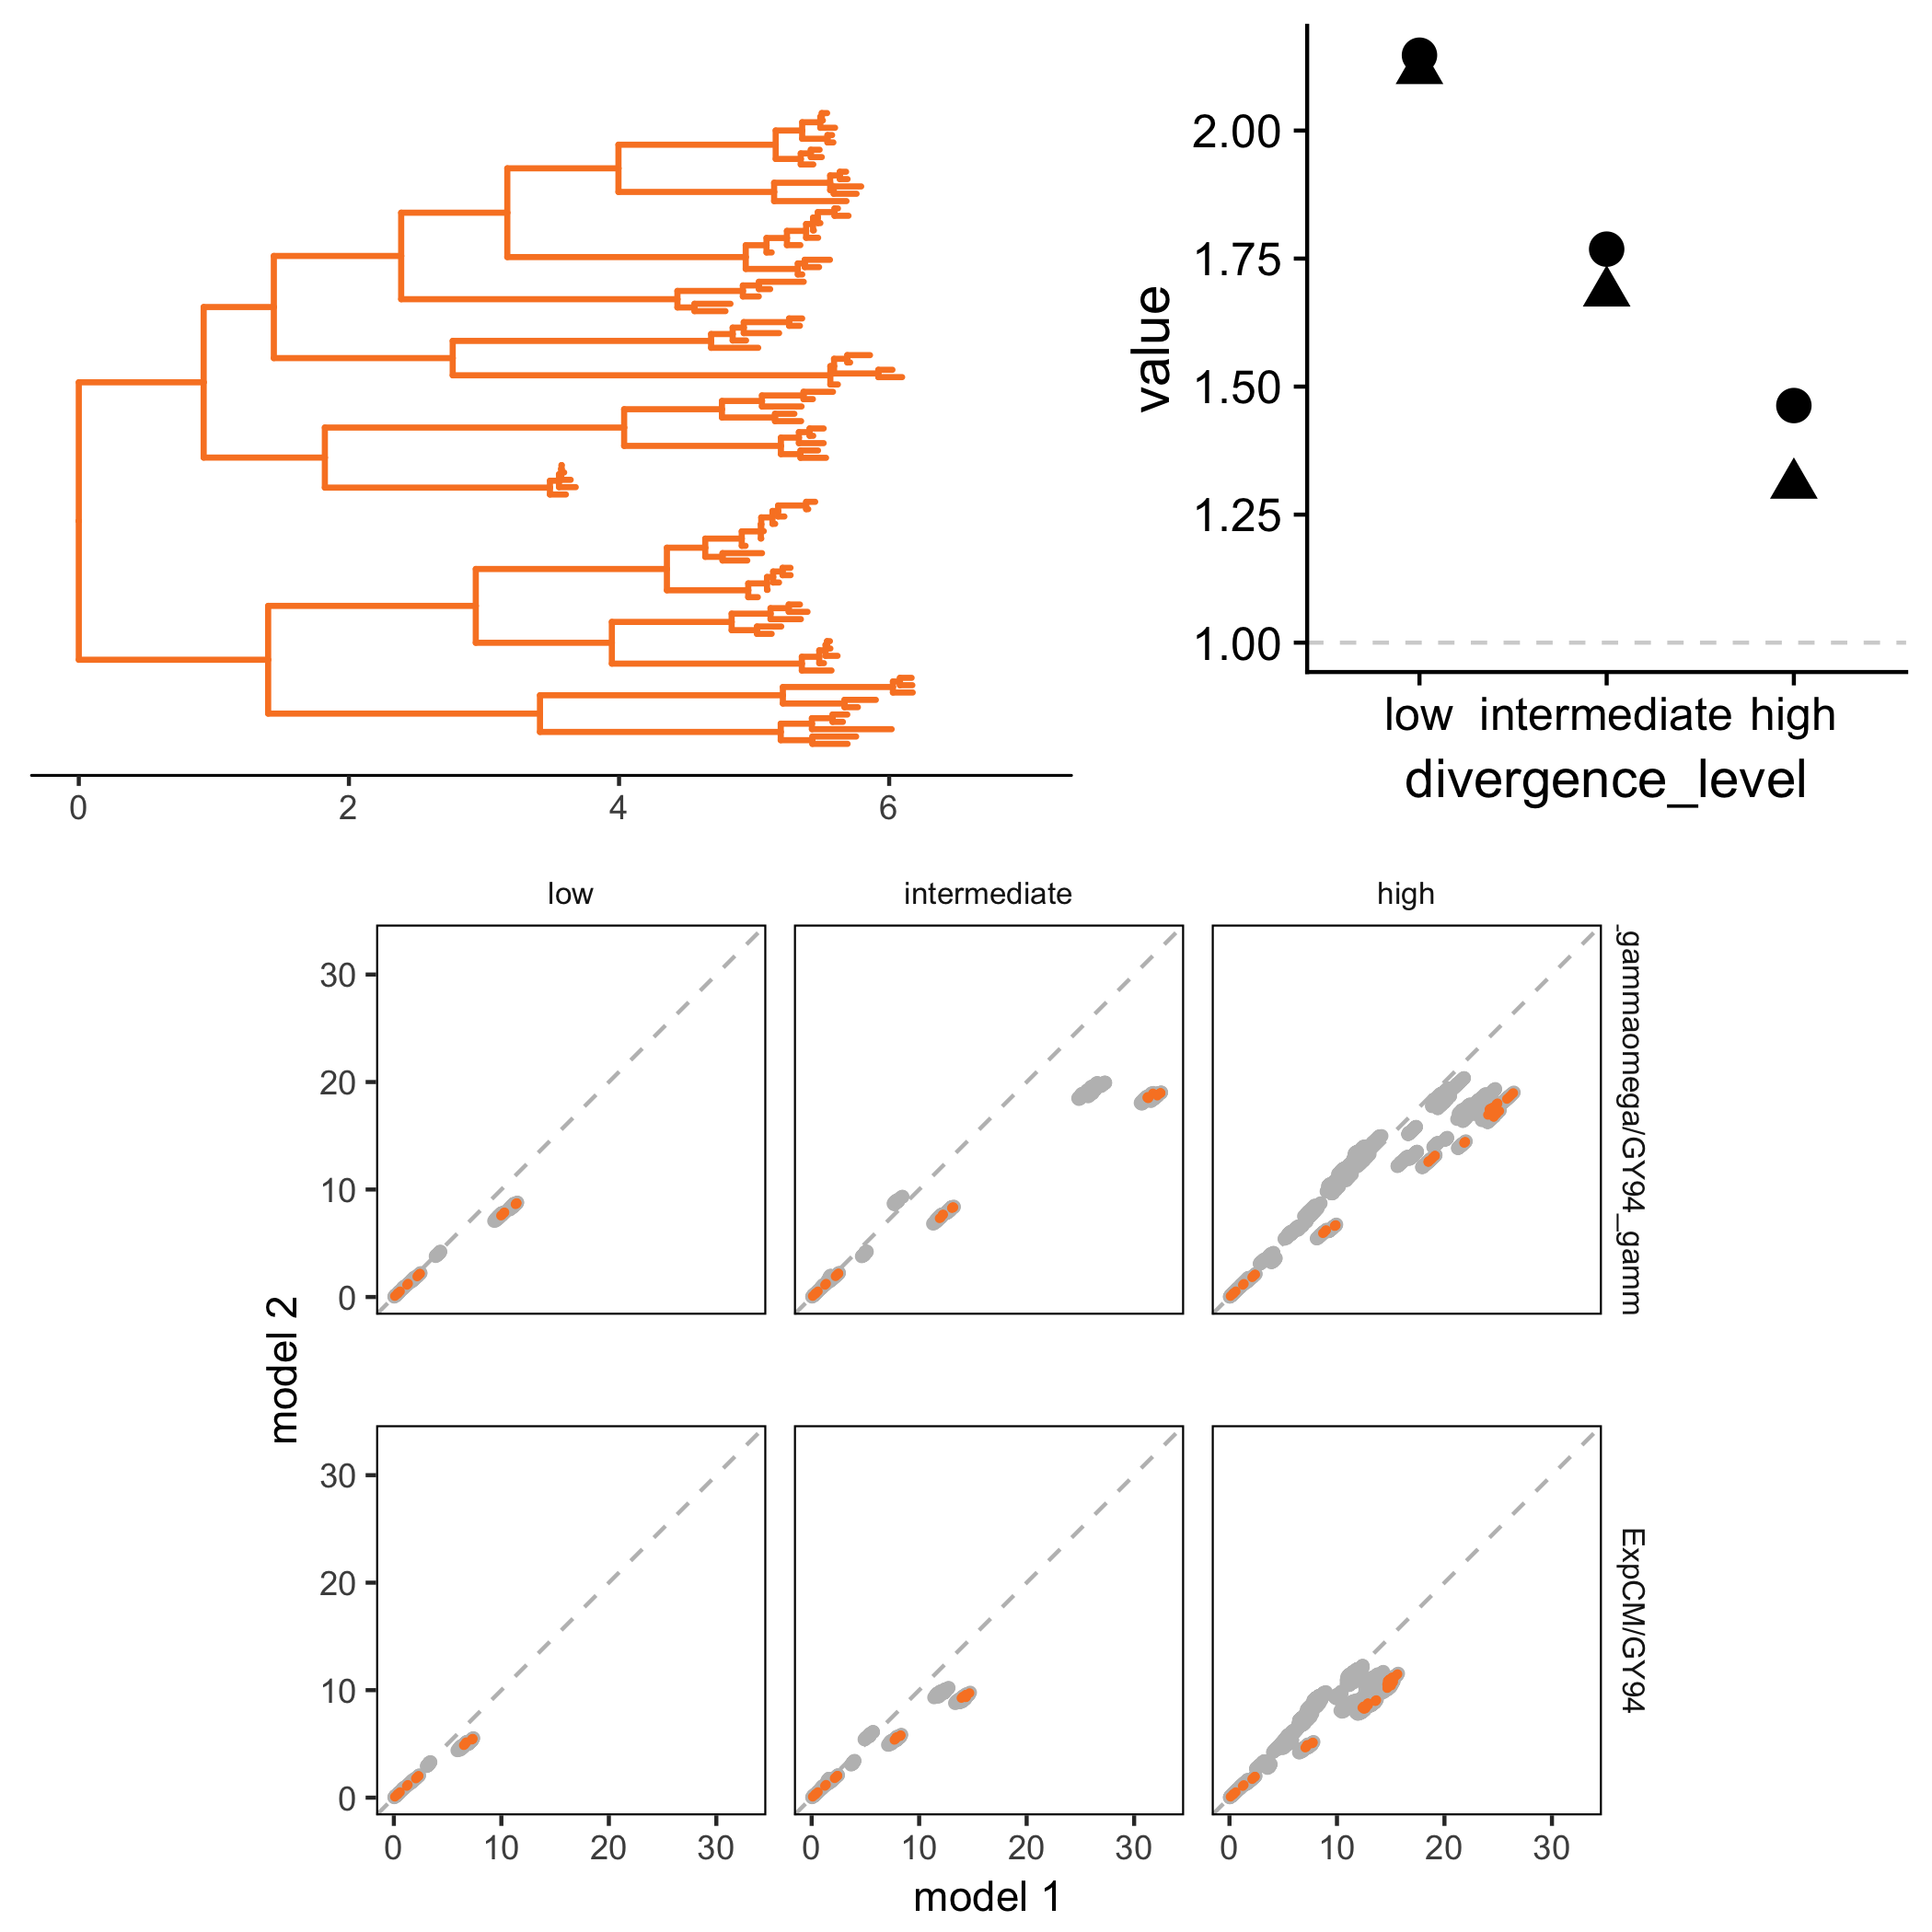 0 2 4 6
2.00
1.75
1.50
1.25
1.00
value
low intermediate high
divergence_level
low intermediate high
30
20
10
0
_gammaomega/GY94_gamm
model 2
30
20
10
0
ExpCM/GY94
0 10 20 30 0 10 20 30 0 10 20 30
model 1